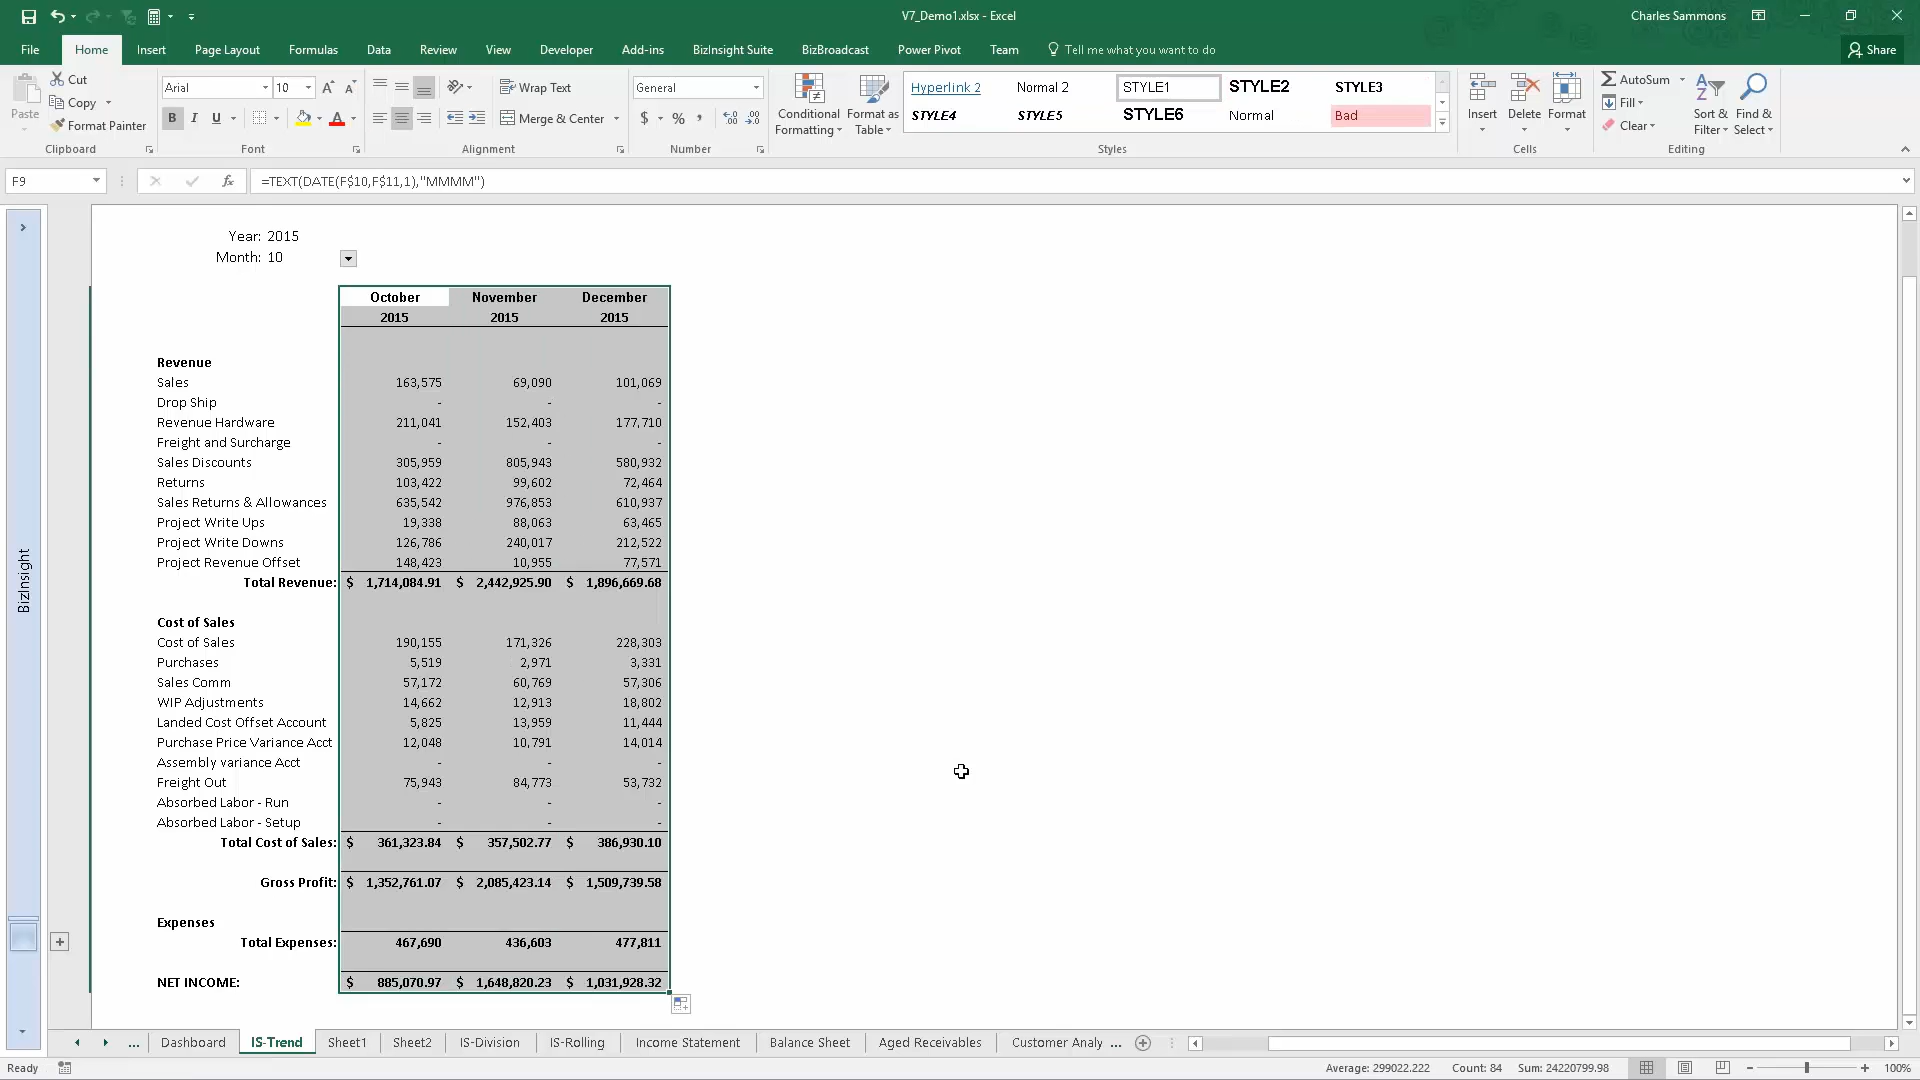 V7_Demo1.xlsx - Excel
Charles Sammons
File Home Insert Page Layout Formulas Data Review View Developer Add-ins BizInsight Suite BizBroadcast Power Pivot Team Tell me what you want to do Share
Paste
Cut
Copy
Format Painter
Clipboard
Arial 10
B I U
Font
Wrap Text
Merge & Center
Alignment
General
$ % ,
Number
Conditional Formatting
Format as Table
Hyperlink 2 Normal 2 STYLE1 STYLE2 STYLE3
STYLE4 STYLE5 STYLE6 Normal Bad
Styles
Insert Delete Format
Cells
AutoSum
Fill
Clear
Sort & Filter
Find & Select
Editing
F9 fx =TEXT(DATE(F$10,F$11,1),"MMMM")
BizInsight
Year: 2015
Month: 10
October November December
2015 2015 2015
Revenue
Sales 163,575 69,090 101,069
Drop Ship - - -
Revenue Hardware 211,041 152,403 177,710
Freight and Surcharge - - -
Sales Discounts 305,959 805,943 580,932
Returns 103,422 99,602 72,464
Sales Returns & Allowances 635,542 976,853 610,937
Project Write Ups 19,338 88,063 63,465
Project Write Downs 126,786 240,017 212,522
Project Revenue Offset 148,423 10,955 77,571
Total Revenue: $ 1,714,084.91 $ 2,442,925.90 $ 1,896,669.68
Cost of Sales
Cost of Sales 190,155 171,326 228,303
Purchases 5,519 2,971 3,331
Sales Comm 57,172 60,769 57,306
WIP Adjustments 14,662 12,913 18,802
Landed Cost Offset Account 5,825 13,959 11,444
Purchase Price Variance Acct 12,048 10,791 14,014
Assembly variance Acct - - -
Freight Out 75,943 84,773 53,732
Absorbed Labor - Run - - -
Absorbed Labor - Setup - - -
Total Cost of Sales: $ 361,323.84 $ 357,502.77 $ 386,930.10
Gross Profit: $ 1,352,761.07 $ 2,085,423.14 $ 1,509,739.58
Expenses
Total Expenses: 467,690 436,603 477,811
NET INCOME: $ 885,070.97 $ 1,648,820.23 $ 1,031,928.32
... Dashboard IS-Trend Sheet1 Sheet2 IS-Division IS-Rolling Income Statement Balance Sheet Aged Receivables Customer Analy ...
Ready Average: 299022.222 Count: 84 Sum: 24220799.98 100%